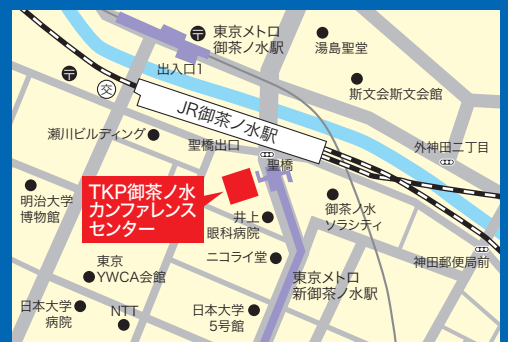 東京メトロ
御茶ノ水駅
湯島聖堂
出入口1
交
斯文会斯文会館
JR御茶ノ水駅
瀬川ビルディング
聖橋出口
聖橋
外神田二丁目
TKP御茶ノ水
カンファレンス
センター
明治大学
博物館
御茶ノ水
ソラシティ
井上
眼科病院
ニコライ堂
神田郵便局前
東京
YWCA会館
東京メトロ
新御茶ノ水駅
日本大学
病院
NTT
日本大学
5号館